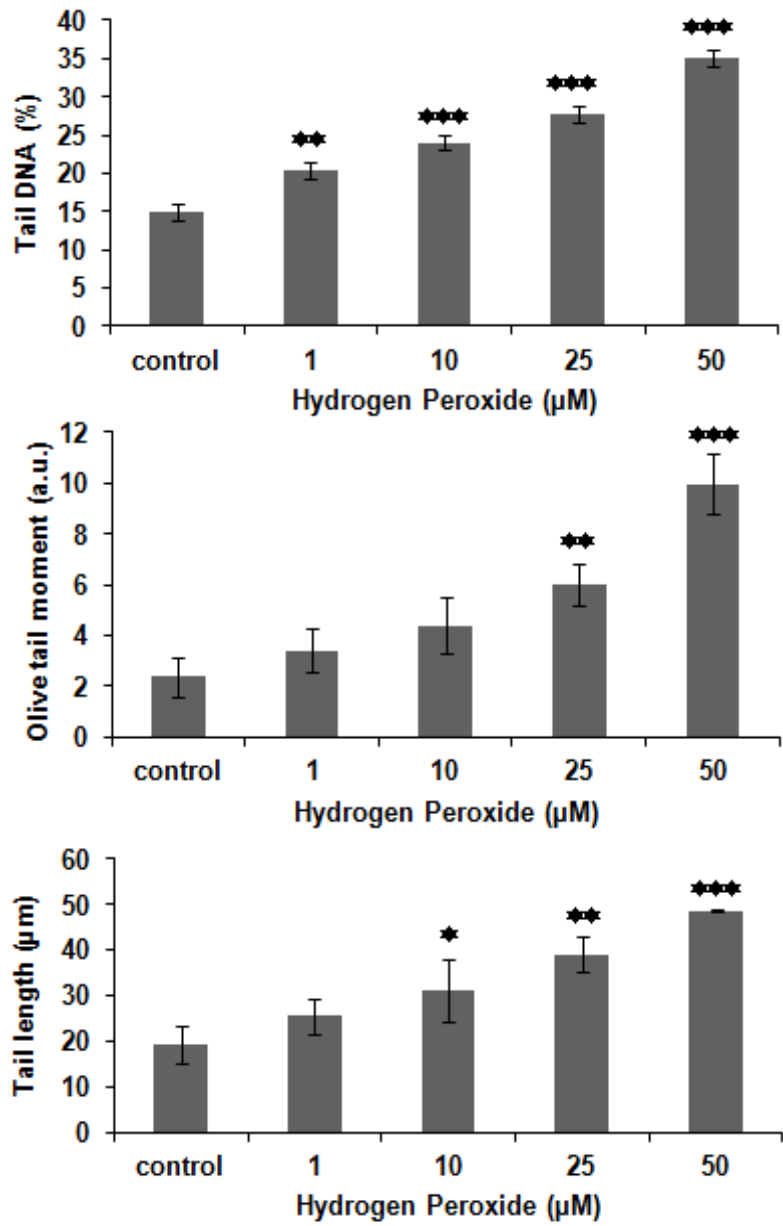 Tail DNA (%)
40
35
30
25
20
15
10
5
0
** *** *** ***
control 1 10 25 50
Hydrogen Peroxide (µM)
Olive tail moment (a.u.)
12
10
8
6
4
2
0
** ***
control 1 10 25 50
Hydrogen Peroxide (µM)
Tail length (µm)
60
50
40
30
20
10
0
* ** ***
control 1 10 25 50
Hydrogen Peroxide (µM)